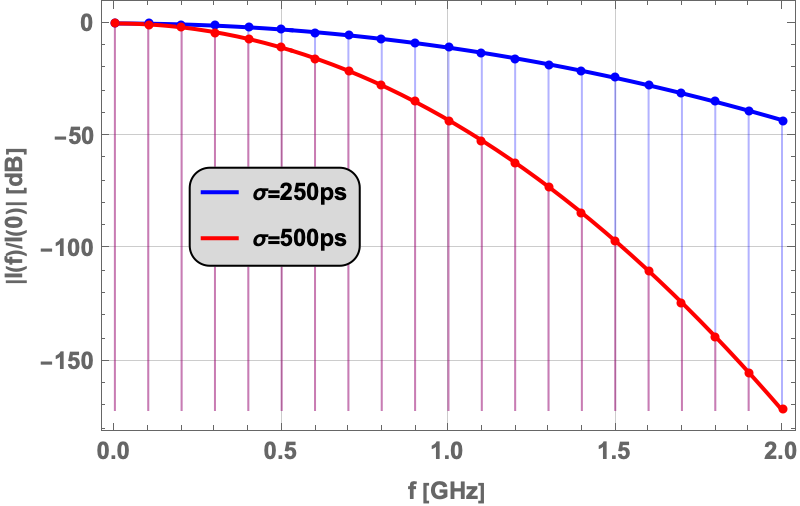 0
−50
−100
−150
|I(f)/I(0)| [dB]
σ=250ps
σ=500ps
0.0 0.5 1.0 1.5 2.0
f [GHz]